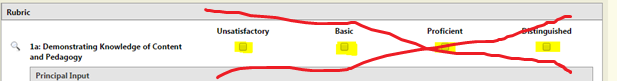 Rubric
Unsatisfactory Basic Proficient Distinguished
1a: Demonstrating Knowledge of Content
and Pedagogy
Principal Input